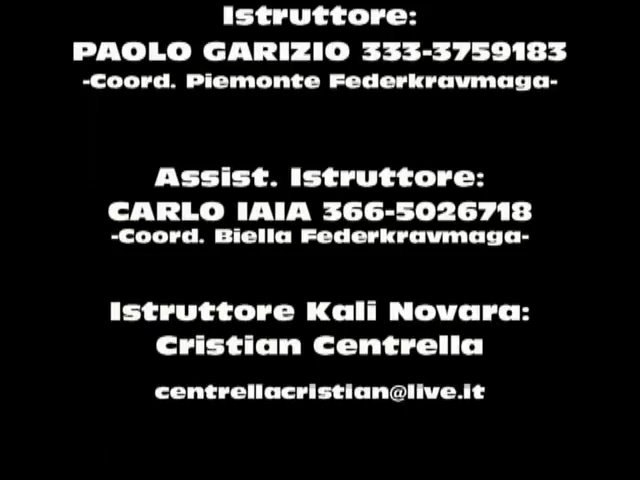 Istruttore:
PAOLO GARIZIO 333-3759183
-Coord. Piemonte Federkravmaga-
Assist. Istruttore:
CARLO IAIA 366-5026718
-Coord. Biella Federkravmaga-
Istruttore Kali Novara:
Cristian Centrella
centrellacristian@live.it